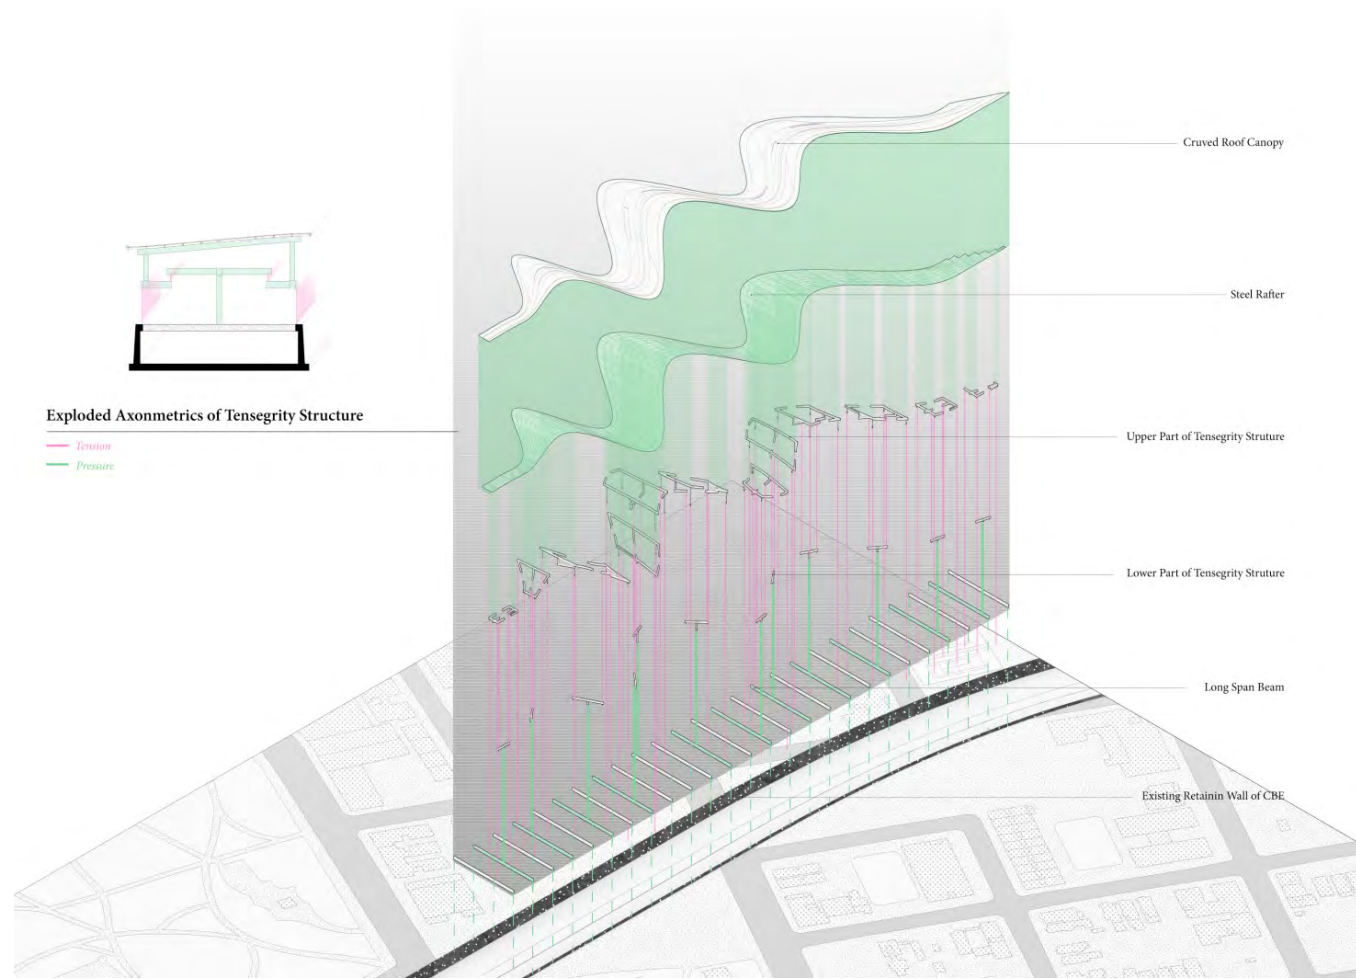 Cruved Roof Canopy
Steel Rafter
Exploded Axonmetrics of Tensegrity Structure
Tension
Pressure
Upper Part of Tensegrity Struture
Lower Part of Tensegrity Struture
Long Span Beam
Existing Retainin Wall of CBE